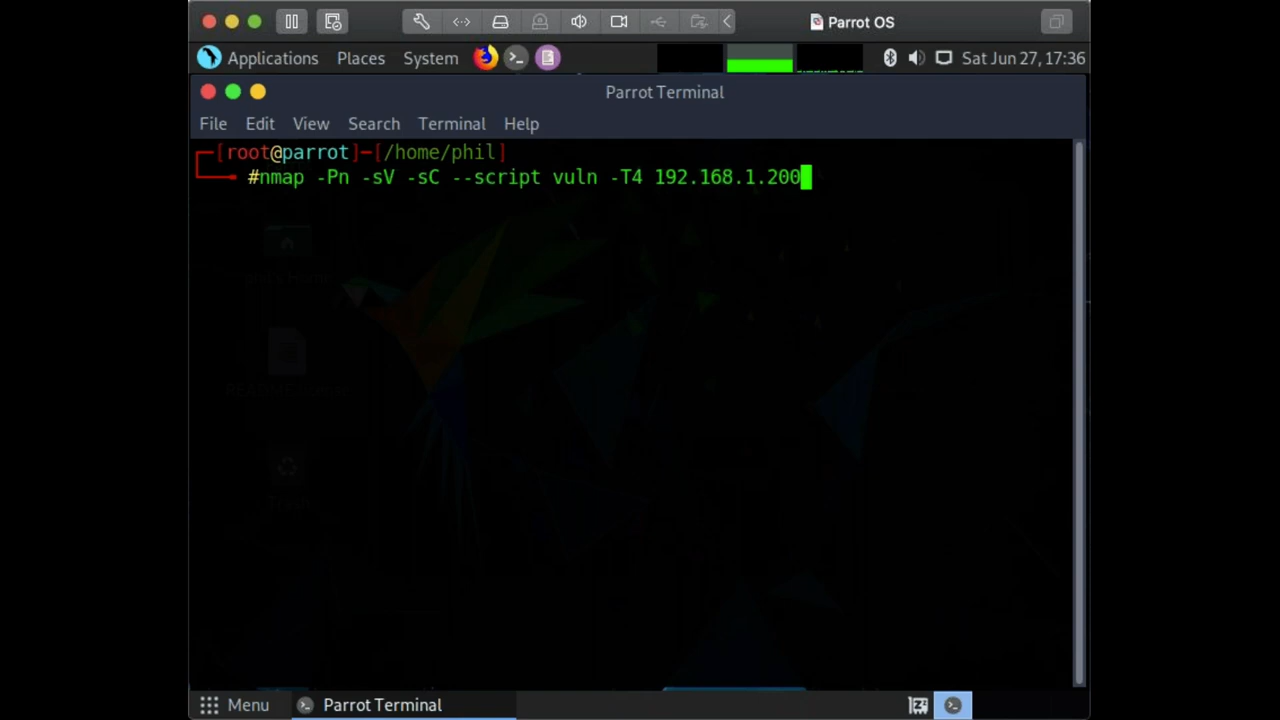 Parrot OS
Applications Places System Sat Jun 27, 17:36
Parrot Terminal
File Edit View Search Terminal Help
[root@parrot]-[/home/phil]
#nmap -Pn -sV -sC --script vuln -T4 192.168.1.200
Trash
Menu Parrot Terminal